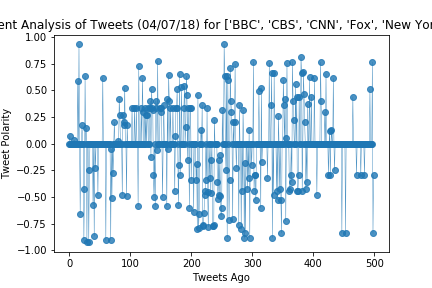 ent Analysis of Tweets (04/07/18) for ['BBC', 'CBS', 'CNN', 'Fox', 'New Yor
1.00
0.75
0.50
0.25
0.00
−0.25
−0.50
−0.75
−1.00
Tweet Polarity
0 100 200 300 400 500
Tweets Ago